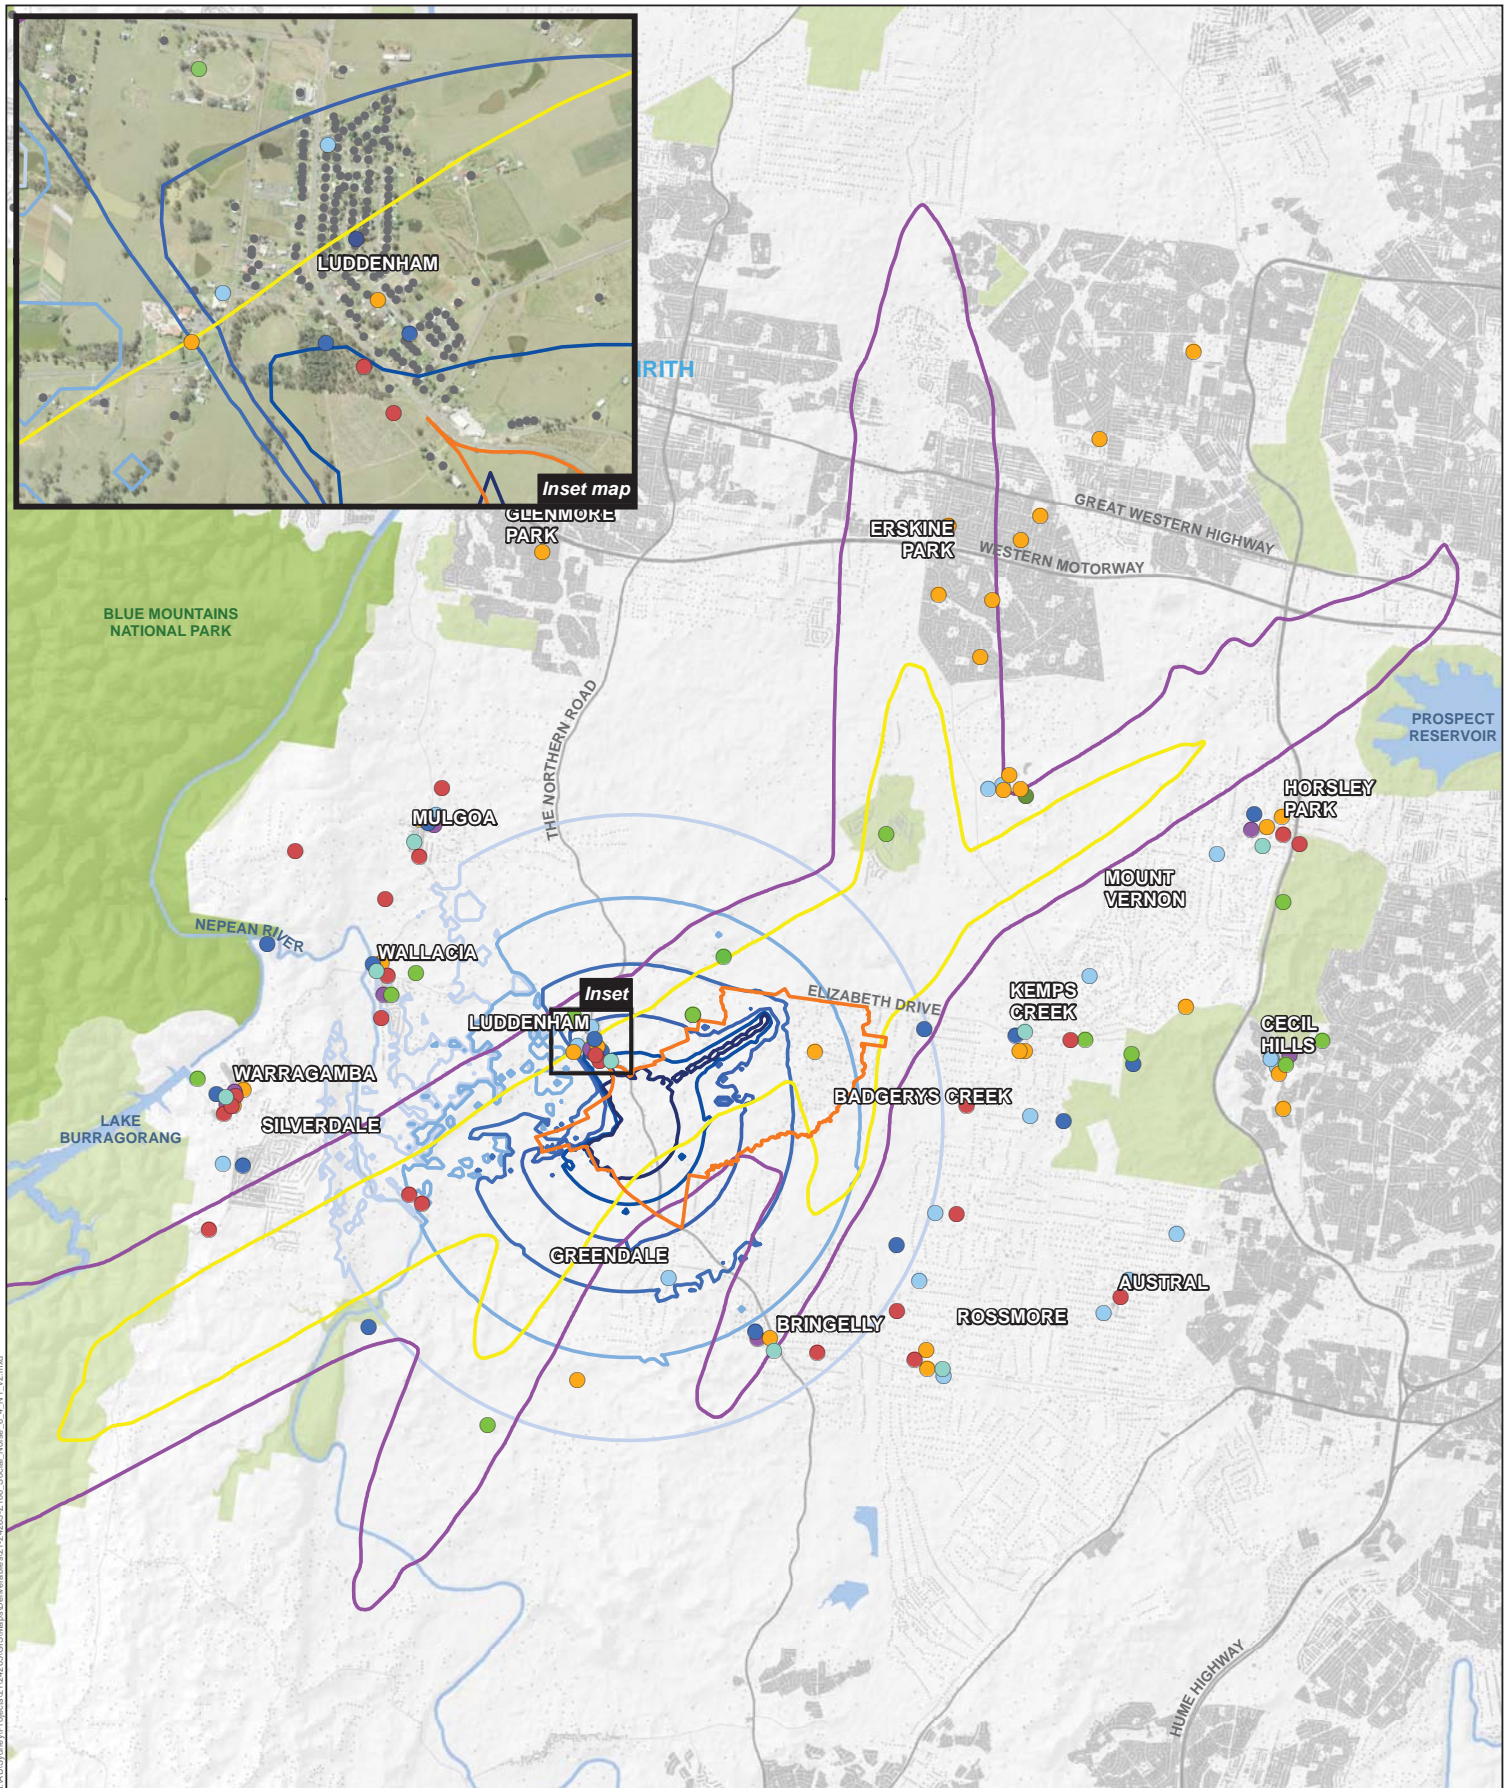 LUDDENHAM
Inset map
RITH
GLENMORE
PARK
ERSKINE
PARK
GREAT WESTERN HIGHWAY
WESTERN MOTORWAY
BLUE MOUNTAINS
NATIONAL PARK
THE NORTHERN ROAD
PROSPECT
RESERVOIR
MULGOA
HORSLEY
PARK
MOUNT
VERNON
NEPEAN RIVER
WALLACIA
Inset
ELIZABETH DRIVE
KEMPS
CREEK
LUDDENHAM
CECIL
HILLS
WARRAGAMBA
BADGERYS CREEK
LAKE
BURRAGORANG
SILVERDALE
GREENDALE
AUSTRAL
BRINGELLY
ROSSMORE
HUME HIGHWAY